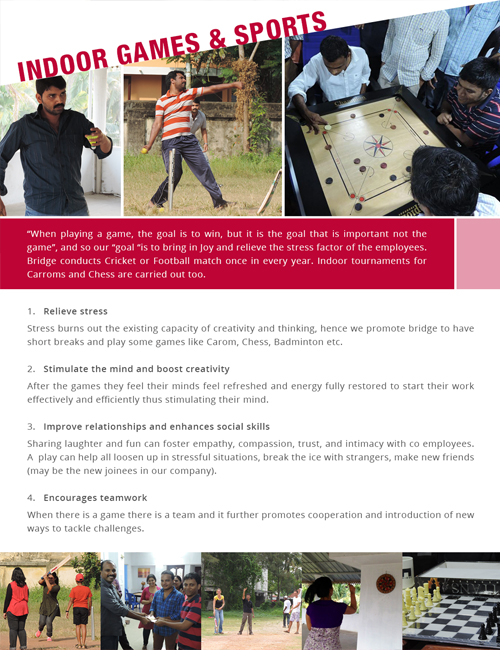 INDOOR GAMES & SPORTS
“When playing a game, the goal is to win, but it is the goal that is important not the
game”, and so our “goal ”is to bring in Joy and relieve the stress factor of the employees.
Bridge conducts Cricket or Football match once in every year. Indoor tournaments for
Carroms and Chess are carried out too.
1. Relieve stress
Stress burns out the existing capacity of creativity and thinking, hence we promote bridge to have
short breaks and play some games like Carom, Chess, Badminton etc.
2. Stimulate the mind and boost creativity
After the games they feel their minds feel refreshed and energy fully restored to start their work
effectively and efficiently thus stimulating their mind.
3. Improve relationships and enhances social skills
Sharing laughter and fun can foster empathy, compassion, trust, and intimacy with co employees.
A play can help all loosen up in stressful situations, break the ice with strangers, make new friends
(may be the new joinees in our company).
4. Encourages teamwork
When there is a game there is a team and it further promotes cooperation and introduction of new
ways to tackle challenges.